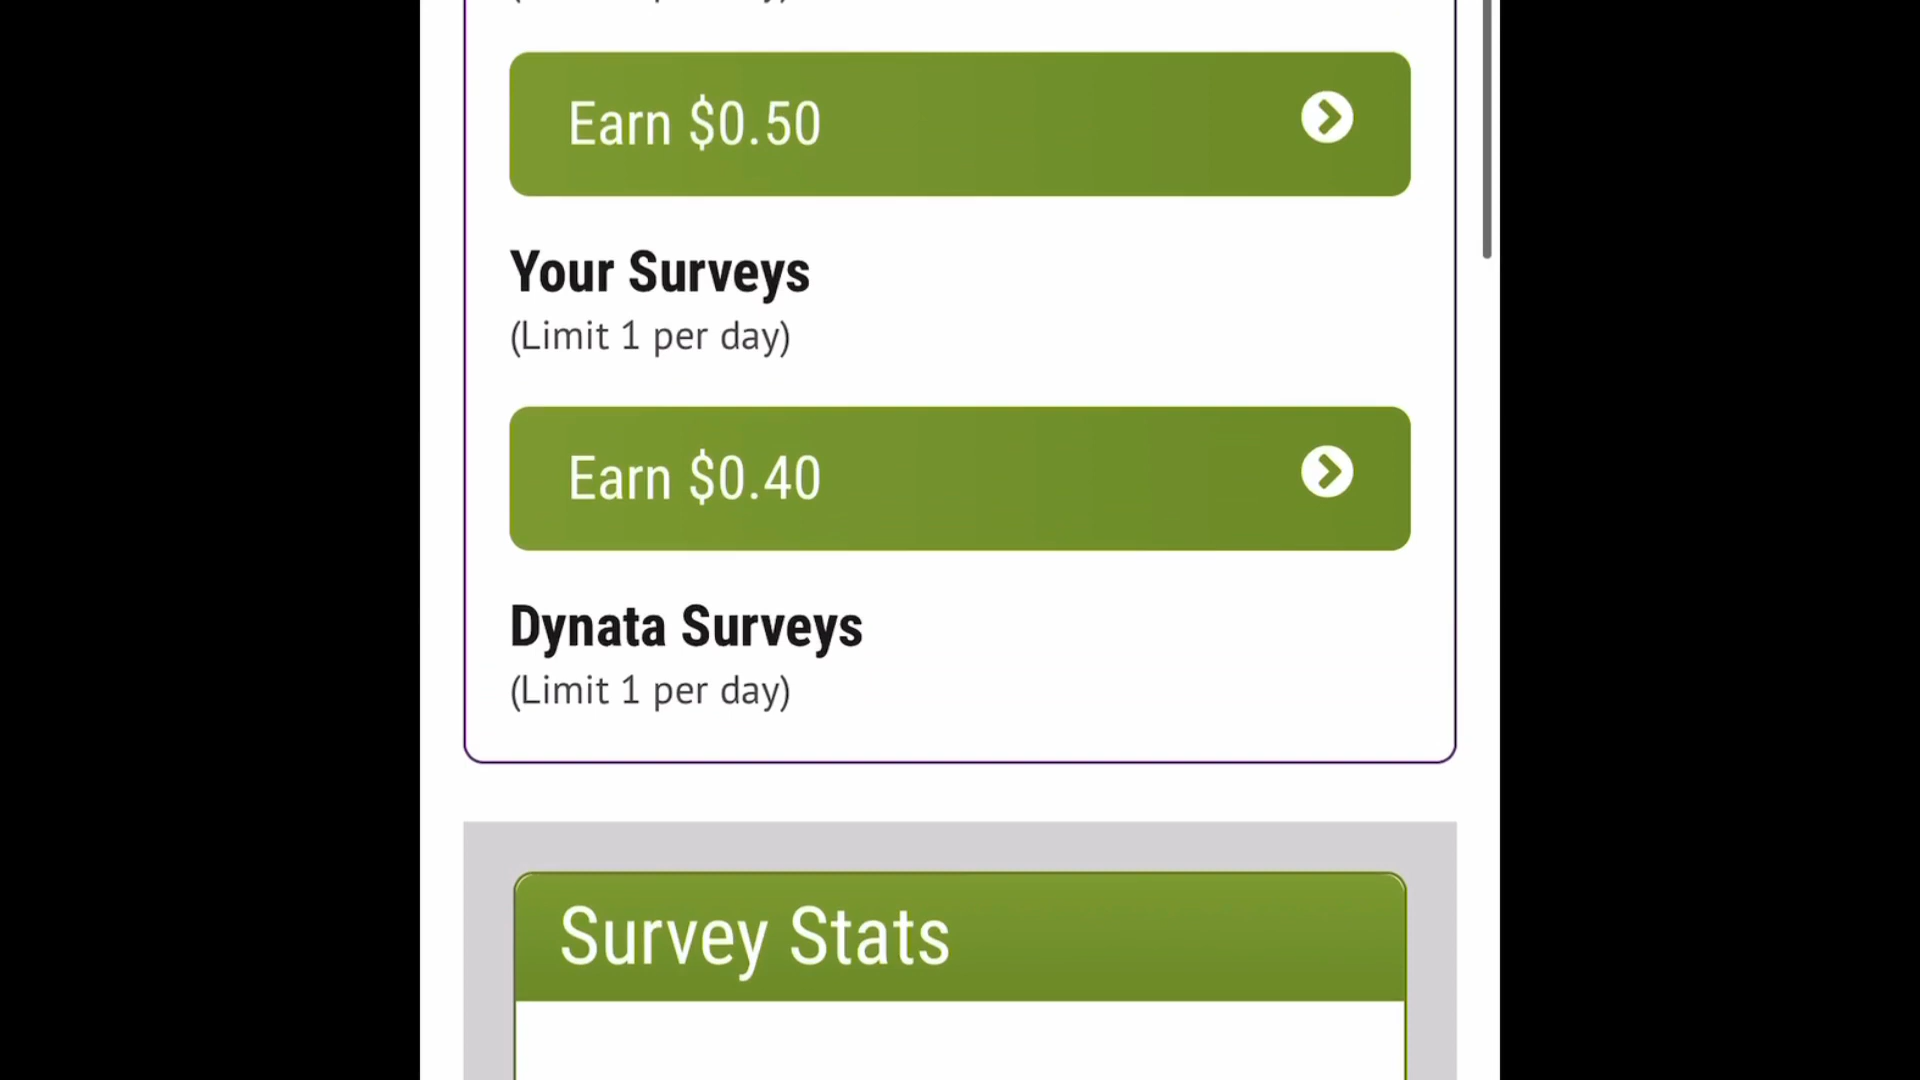 Earn $0.50
Your Surveys
(Limit 1 per day)
Earn $0.40
Dynata Surveys
(Limit 1 per day)
Survey Stats